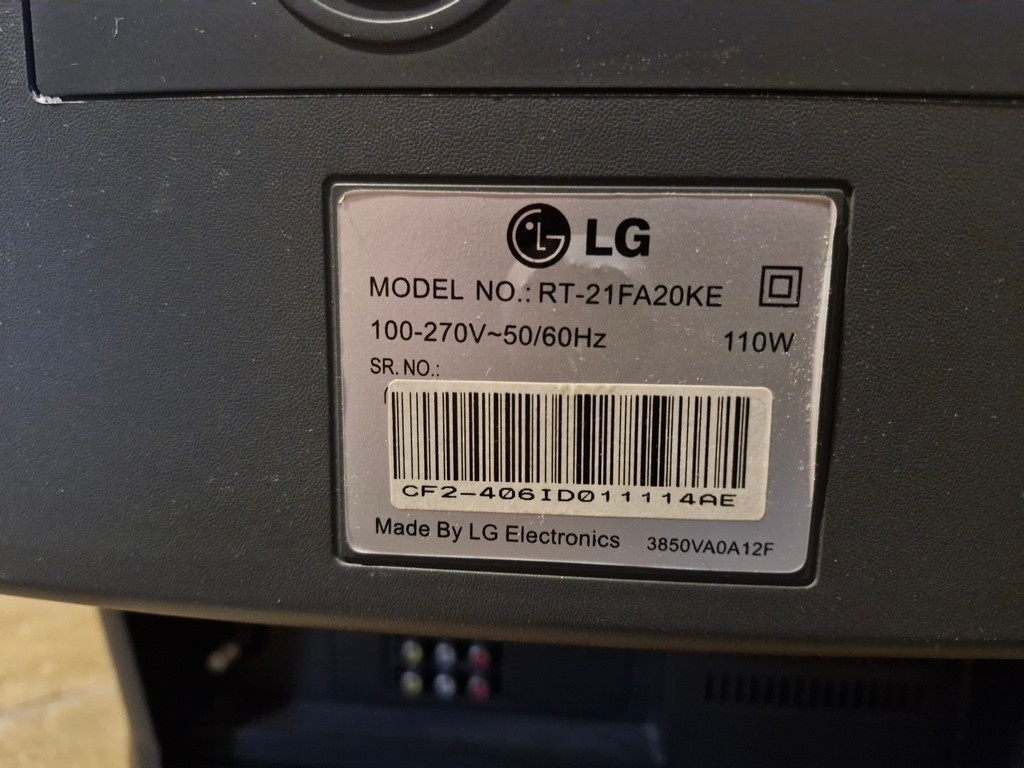 LG
MODEL NO.: RT-21FA20KE
100-270V~50/60Hz 110W
SR. NO.:
CF2-406ID011114AE
Made By LG Electronics 3850VA0A12F